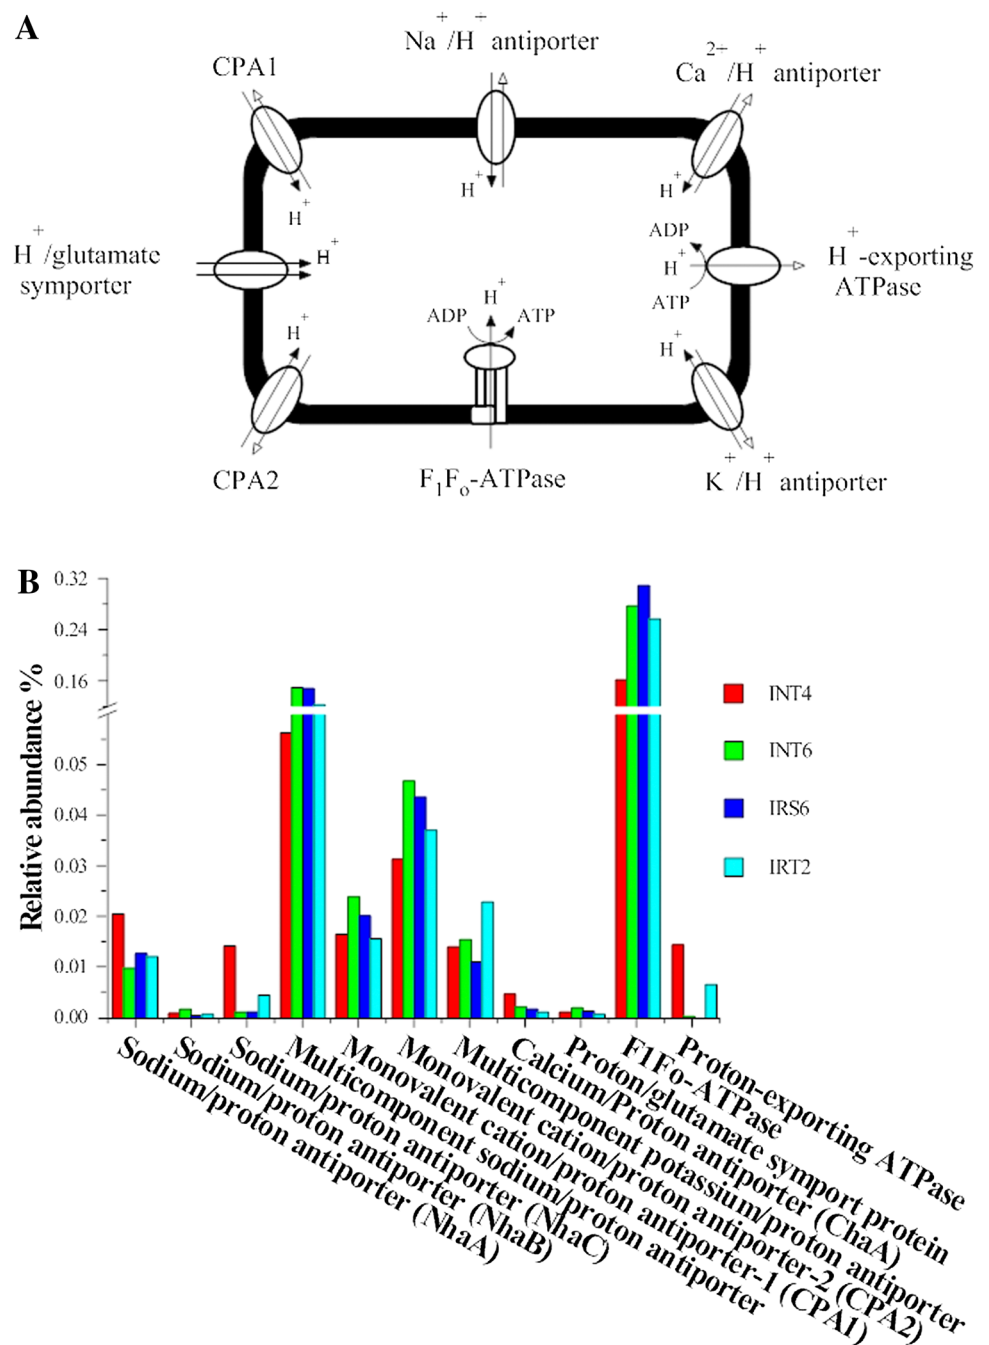 A
Na+/H+ antiporter
CPA1
Ca2+/H+ antiporter
H+
H+
H+
H+/glutamate
symporter
H+
ADP
H+
ATP
H+-exporting
ATPase
H+
ADP
ATP
H+
H+
CPA2
F1Fo-ATPase
K+/H+ antiporter
B
Relative abundance %
0.32
0.24
0.16
0.05
0.04
0.03
0.02
0.01
0.00
INT4
INT6
IRS6
IRT2
Sodium/proton antiporter (NhaA)
Sodium/proton antiporter (NhaB)
Sodium/proton antiporter (NhaC)
Multicomponent sodium/proton antiporter
Monovalent cation/proton antiporter-1 (CPA1)
Monovalent cation/proton antiporter-2 (CPA2)
Multicomponent potassium/proton antiporter
Calcium/Proton antiporter (ChaA)
Proton/glutamate symport protein
F1Fo-ATPase
Proton-exporting ATPase